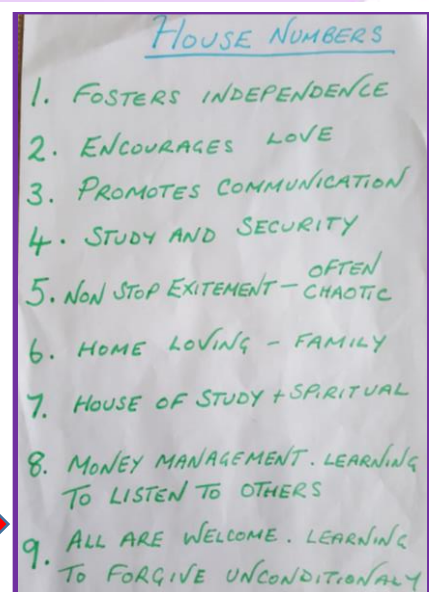 HOUSE NUMBERS
1. FOSTERS INDEPENDENCE
2. ENCOURAGES LOVE
3. PROMOTES COMMUNICATION
4. STUDY AND SECURITY
5. NON STOP EXITEMENT - OFTEN
CHAOTIC
6. HOME LOVING - FAMILY
7. HOUSE OF STUDY + SPIRITUAL
8. MONEY MANAGEMENT. LEARNING
TO LISTEN TO OTHERS
9. ALL ARE WELCOME. LEARNING
TO FORGIVE UNCONDITIONALY